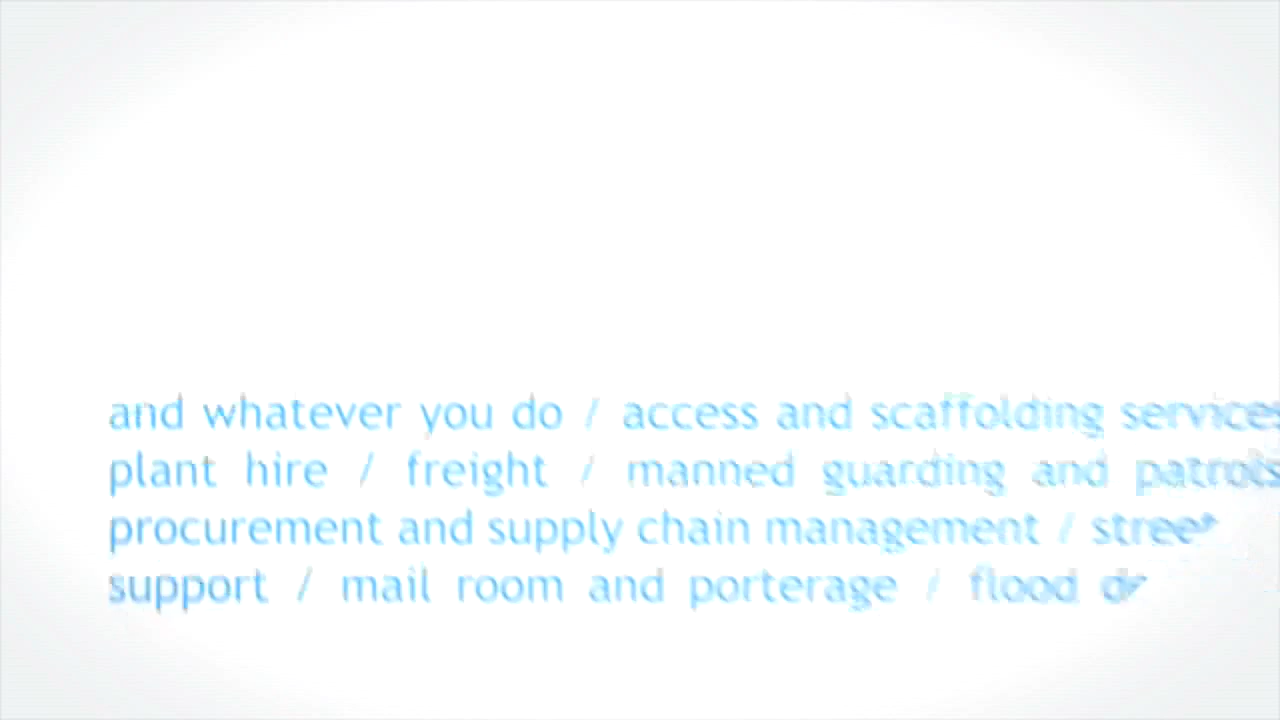 and whatever you do / access and scaffolding services
plant hire / freight / manned guarding and patrols
procurement and supply chain management / street
support / mail room and porterage / flood